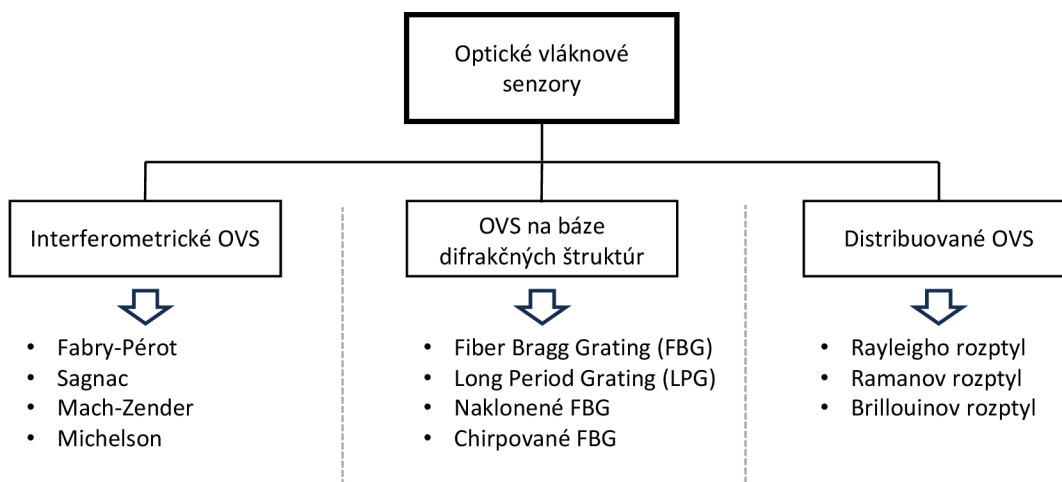 Optické vláknové
senzory
Interferometrické OVS
OVS na báze
difrakčných štruktúr
Distribuované OVS
• Fabry-Pérot
• Sagnac
• Mach-Zender
• Michelson
• Fiber Bragg Grating (FBG)
• Long Period Grating (LPG)
• Naklonené FBG
• Chirpované FBG
• Rayleigho rozptyl
• Ramanov rozptyl
• Brillouinov rozptyl